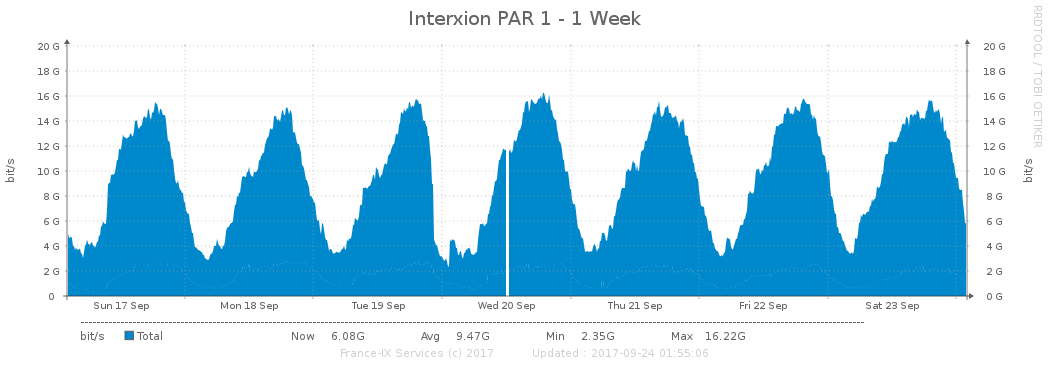 Interxion PAR 1 - 1 Week
RRDTOOL / TOBI OETIKER
20 G 20 G
18 G 18 G
16 G 16 G
14 G 14 G
12 G 12 G
10 G 10 G
8 G 8 G
6 G 6 G
4 G 4 G
2 G 2 G
0 0 G
bit/s
bit/s
Sun 17 Sep Mon 18 Sep Tue 19 Sep Wed 20 Sep Thu 21 Sep Fri 22 Sep Sat 23 Sep
bit/s Total Now 6.08G Avg 9.47G Min 2.35G Max 16.22G
France-IX Services (c) 2017 Updated : 2017-09-24 01:55:06